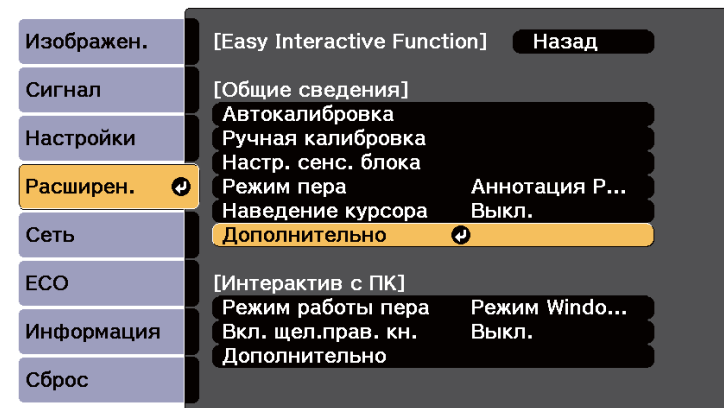 Изображен.
Сигнал
Настройки
Расширен.
Сеть
ECO
Информация
Сброс
[Easy Interactive Function] Назад
[Общие сведения]
Автокалибровка
Ручная калибровка
Настр. сенс. блока
Режим пера Аннотация P...
Наведение курсора Выкл.
Дополнительно
[Интерактив с ПК]
Режим работы пера Режим Windo...
Вкл. щел.прав. кн. Выкл.
Дополнительно